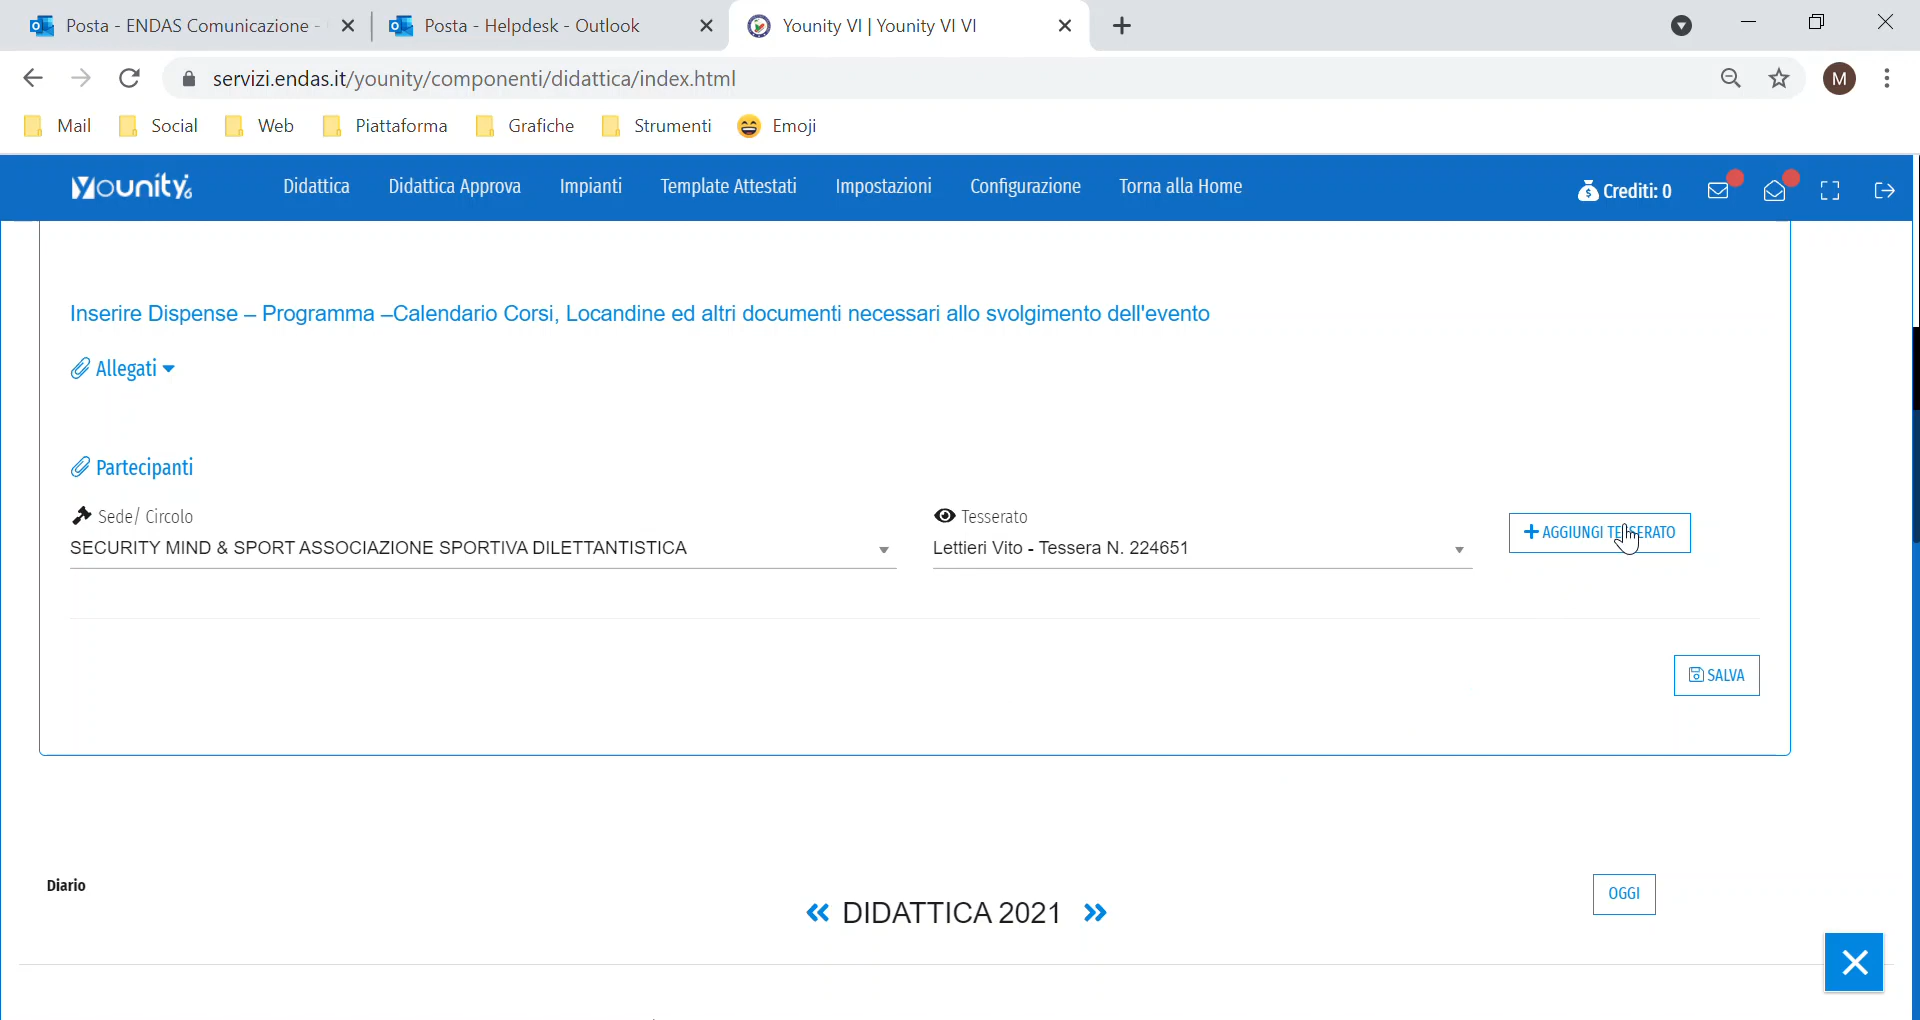 Posta - ENDAS Comunicazione -
Posta - Helpdesk - Outlook
Younity VI | Younity VI VI
servizi.endas.it/younity/componenti/didattica/index.html
M
Mail
Social
Web
Piattaforma
Grafiche
Strumenti
Emoji
Younity6
Didattica
Didattica Approva
Impianti
Template Attestati
Impostazioni
Configurazione
Torna alla Home
Crediti: 0
Inserire Dispense – Programma –Calendario Corsi, Locandine ed altri documenti necessari allo svolgimento dell'evento
Allegati
Partecipanti
Sede/ Circolo
Tesserato
SECURITY MIND & SPORT ASSOCIAZIONE SPORTIVA DILETTANTISTICA
Lettieri Vito - Tessera N. 224651
AGGIUNGI TESSERATO
SALVA
Diario
« DIDATTICA 2021 »
OGGI